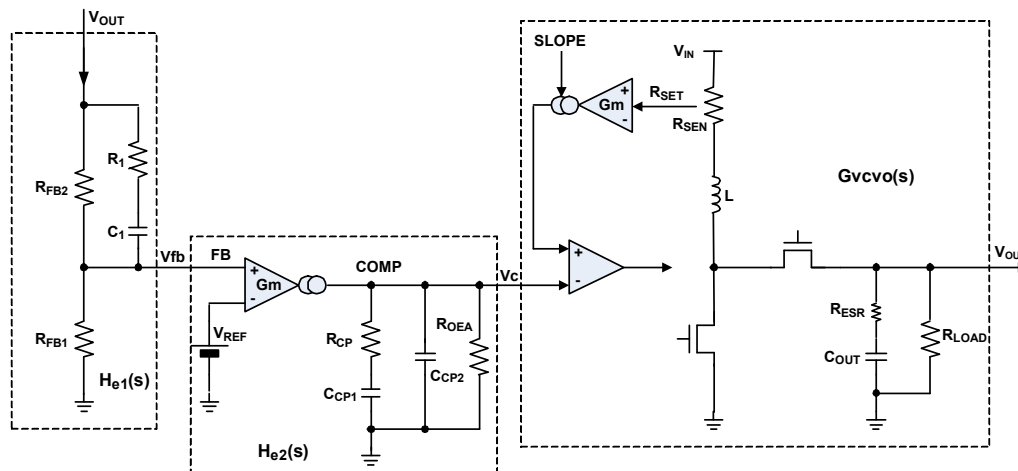 VOUT
R1
RFB2
C1
Vfb
RFB1
He1(s)
FB
+
Gm
-
VREF
COMP
RCP
CCP1
CCP2
ROEA
He2(s)
Vc
SLOPE
+
Gm
-
RSET
VIN
RSEN
L
+
-
Gvcvo(s)
VOU
RESR
COUT
RLOAD